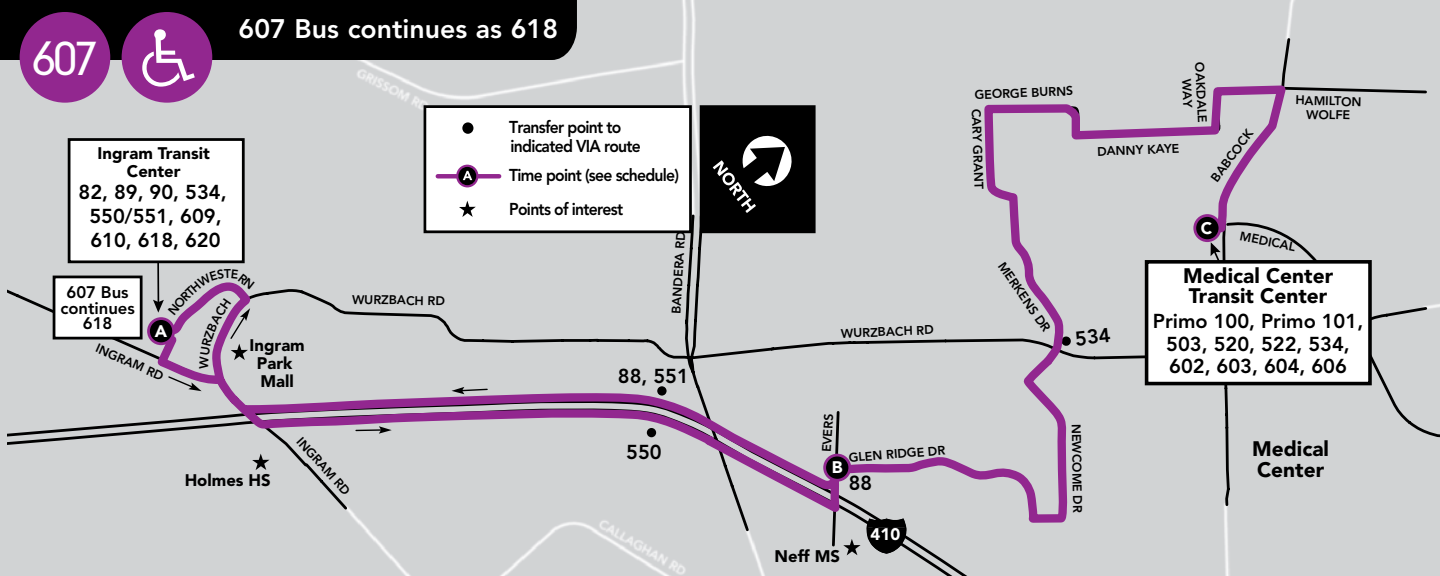 607 Bus continues as 618
607
GRISSOM RD
Transfer point to
indicated VIA route
A
Time point (see schedule)
Points of interest
NORTH
Ingram Transit
Center
82, 89, 90, 534,
550/551, 609,
610, 618, 620
607 Bus
continues
618
A
NORTHWESTERN
WURZBACH
INGRAM RD
Ingram
Park
Mall
WURZBACH RD
BANDERA RD
WURZBACH RD
88, 551
550
Holmes HS
INGRAM RD
CALLAGHAN RD
EVERS
B
GLEN RIDGE DR
88
Neff MS
410
NEWCOME DR
534
MERKENS DR
CARY GRANT
GEORGE BURNS
DANNY KAYE
OAKDALE
WAY
HAMILTON
WOLFE
BABCOCK
C
MEDICAL
Medical Center
Transit Center
Primo 100, Primo 101,
503, 520, 522, 534,
602, 603, 604, 606
Medical
Center